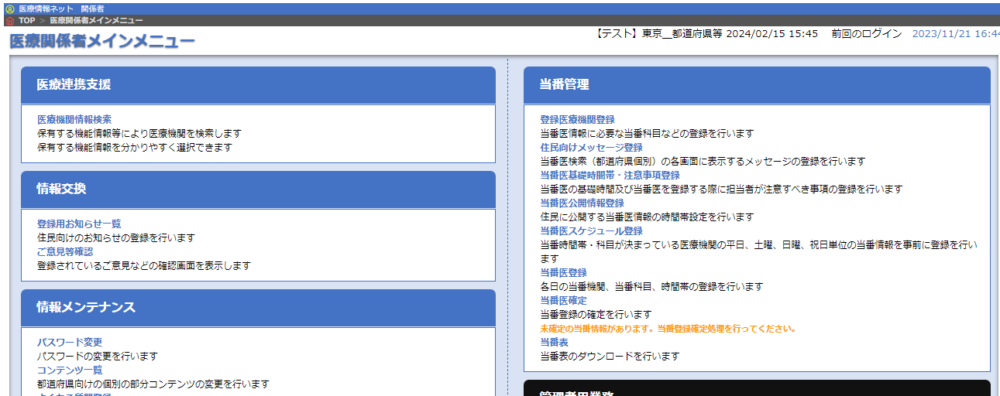 医療情報ネット 関係者
TOP > 医療関係者メインメニュー
医療関係者メインメニュー
【テスト】東京__都道府県等 2024/02/15 15:45 前回のログイン 2023/11/21 16:44
医療連携支援
医療機関情報検索
保有する機能情報等により医療機関を検索します
保有する機能情報を分かりやすく選択できます
情報交換
登録用お知らせ一覧
住民向けのお知らせの登録を行います
ご意見等確認
登録されているご意見などの確認画面を表示します
情報メンテナンス
パスワード変更
パスワードの変更を行います
コンテンツ一覧
都道府県向けの個別の部分コンテンツの変更を行います
よくある質問登録
当番管理
登録医療機関登録
当番医情報に必要な当番科目などの登録を行います
住民向けメッセージ登録
当番医検索（都道府県個別）の各画面に表示するメッセージの登録を行います
当番医基礎時間帯・注意事項登録
当番医の基礎時間及び当番医を登録する際に担当者が注意すべき事項の登録を行います
当番医公開情報登録
住民に公開する当番医情報の時間帯設定を行います
当番医スケジュール登録
当番時間帯・科目が決まっている医療機関の平日、土曜、日曜、祝日単位の当番情報を事前に登録を行い
ます
当番医登録
各日の当番機関、当番科目、時間帯の登録を行います
当番医確定
当番登録の確定を行います
未確定の当番情報があります。当番登録確定処理を行ってください。
当番表
当番表のダウンロードを行います
管理者用業務